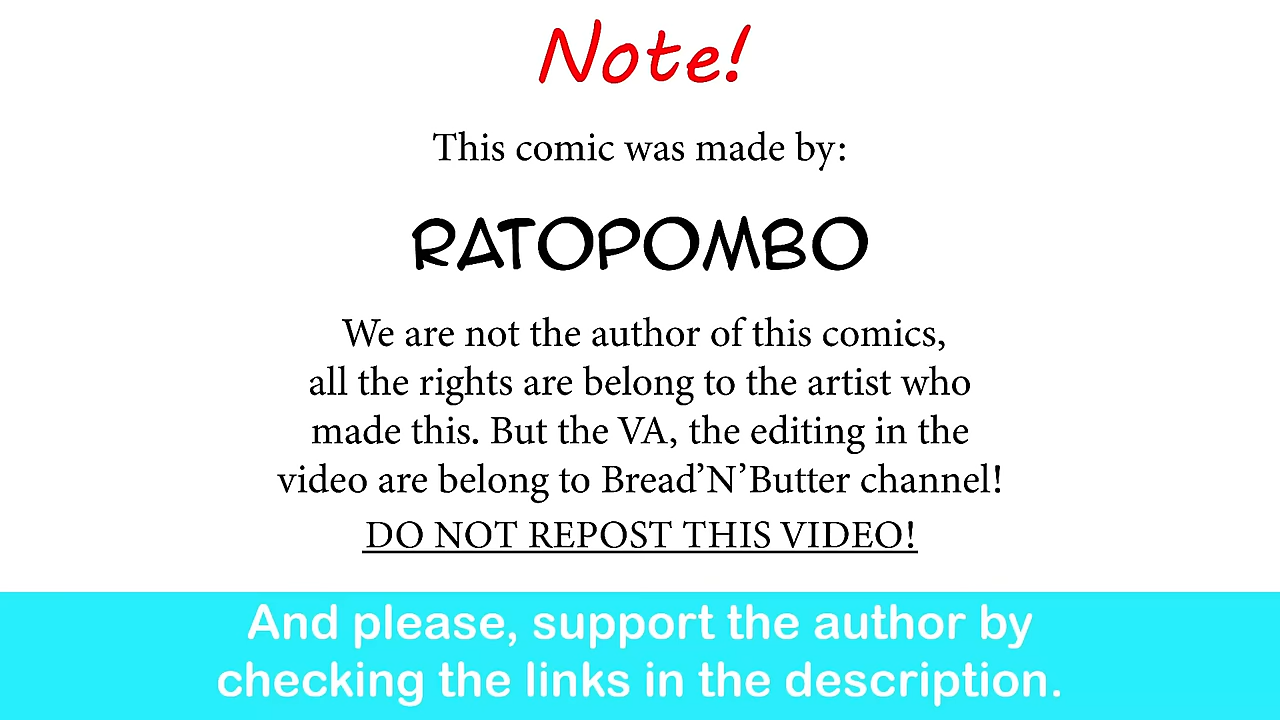 Note!
This comic was made by:
RATOPOMBO
We are not the author of this comics,
all the rights are belong to the artist who
made this. But the VA, the editing in the
video are belong to Bread’N’Butter channel!
DO NOT REPOST THIS VIDEO!
And please, support the author by
checking the links in the description.